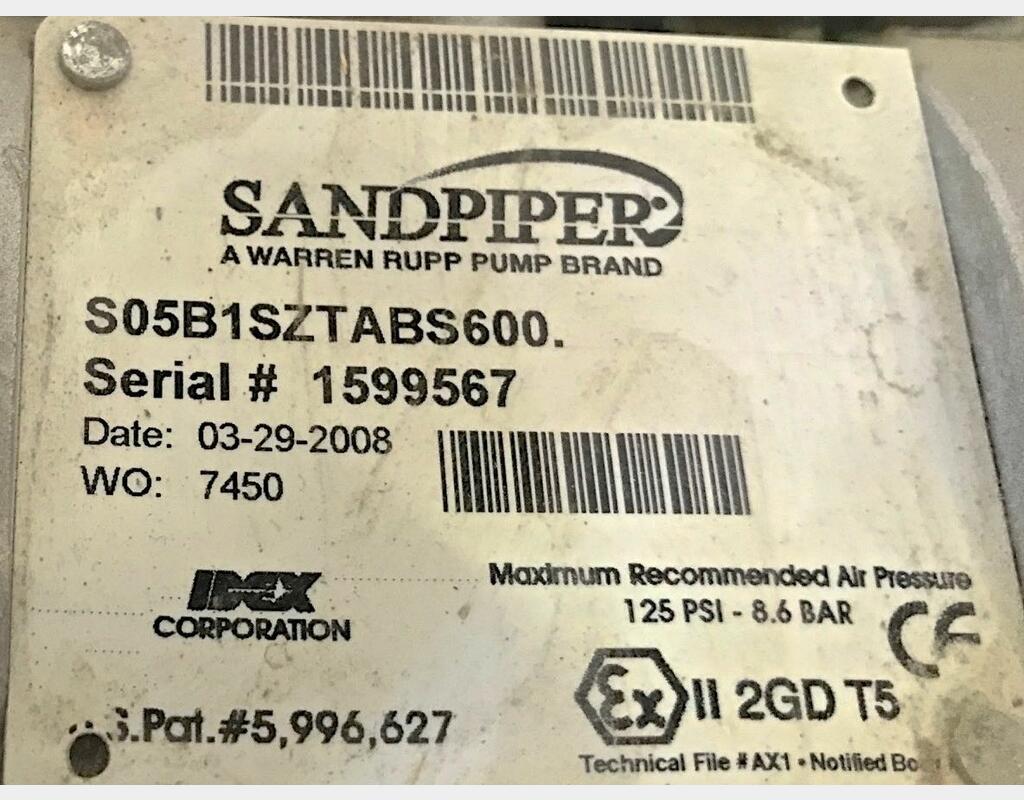 SANDPIPER
A WARREN RUPP PUMP BRAND
S05B1SZTABS600.
Serial # 1599567
Date: 03-29-2008
WO: 7450
IDEX
CORPORATION
Maximum Recommended Air Pressure
125 PSI - 8.6 BAR
CE
Ex II 2GD T5
S.Pat.#5,996,627
Technical File #AX1 • Notified